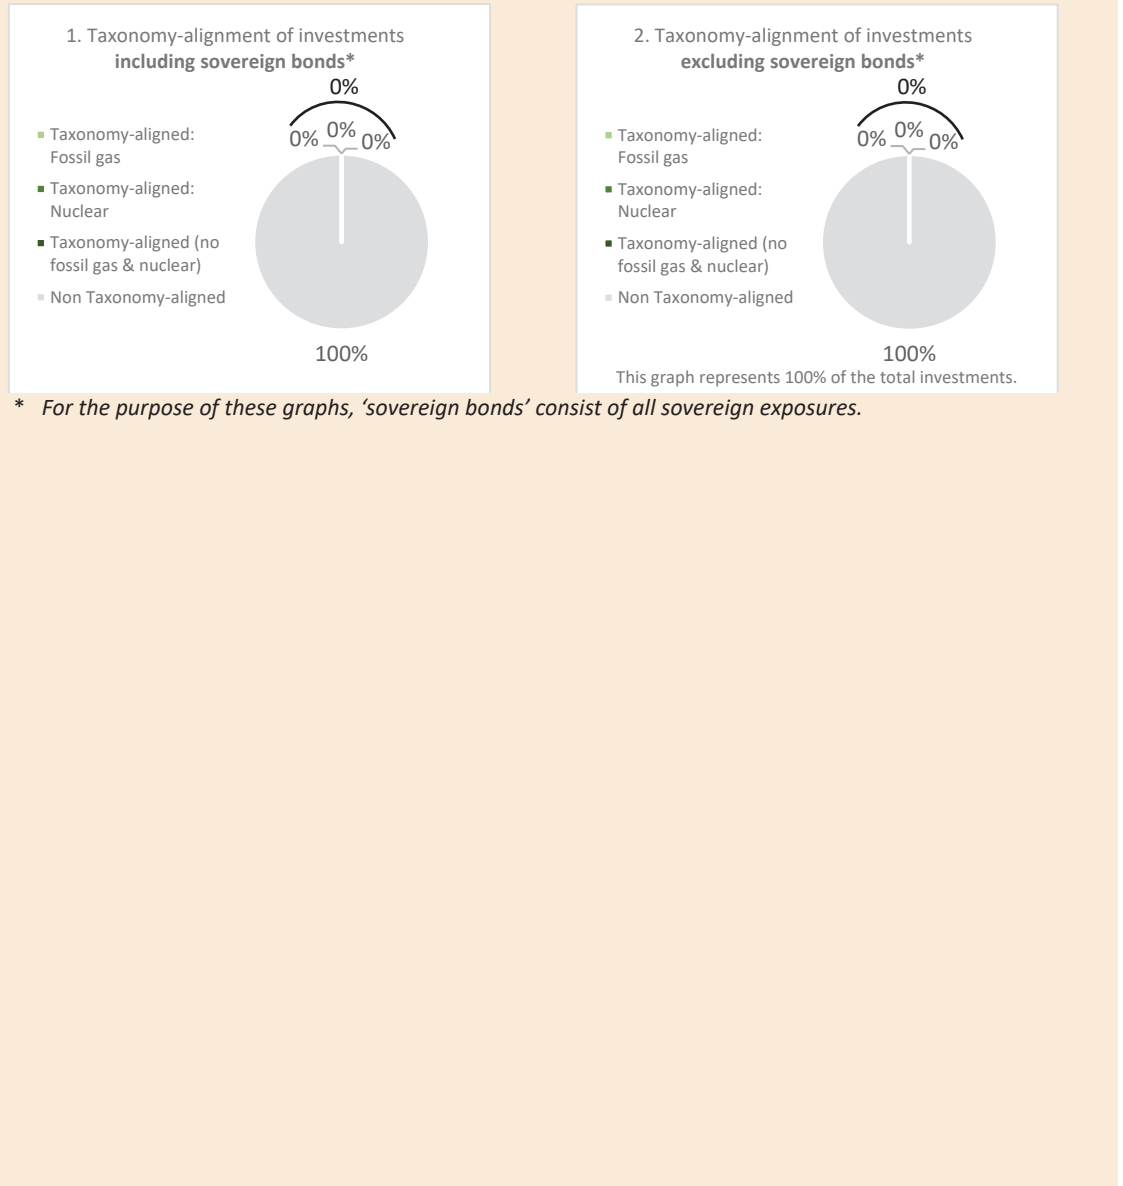 1. Taxonomy-alignment of investments
including sovereign bonds*
0%
0%
0%
0%
Taxonomy-aligned:
Fossil gas
Taxonomy-aligned:
Nuclear
Taxonomy-aligned (no
fossil gas & nuclear)
Non Taxonomy-aligned
100%
2. Taxonomy-alignment of investments
excluding sovereign bonds*
0%
0%
0%
0%
Taxonomy-aligned:
Fossil gas
Taxonomy-aligned:
Nuclear
Taxonomy-aligned (no
fossil gas & nuclear)
Non Taxonomy-aligned
100%
This graph represents 100% of the total investments.
* For the purpose of these graphs, ‘sovereign bonds’ consist of all sovereign exposures.